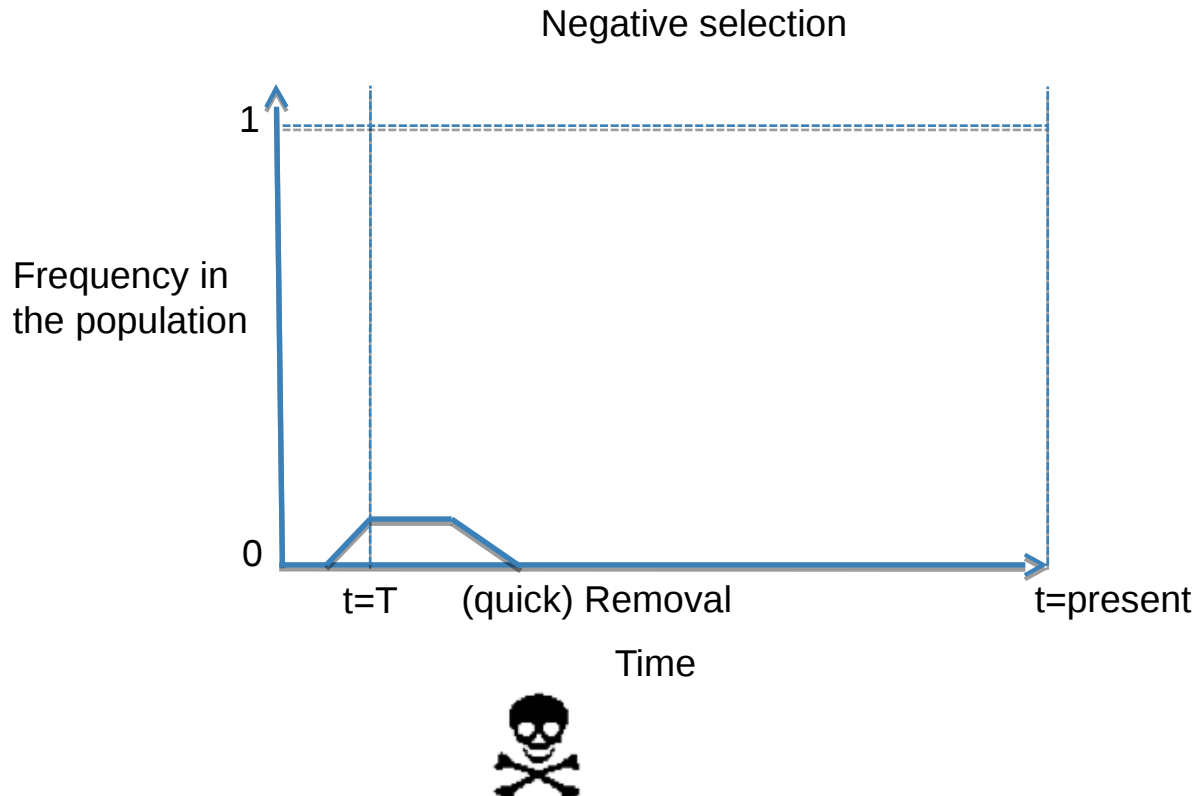 Negative selection
1
Frequency in
the population
0
t=T
(quick) Removal
t=present
Time